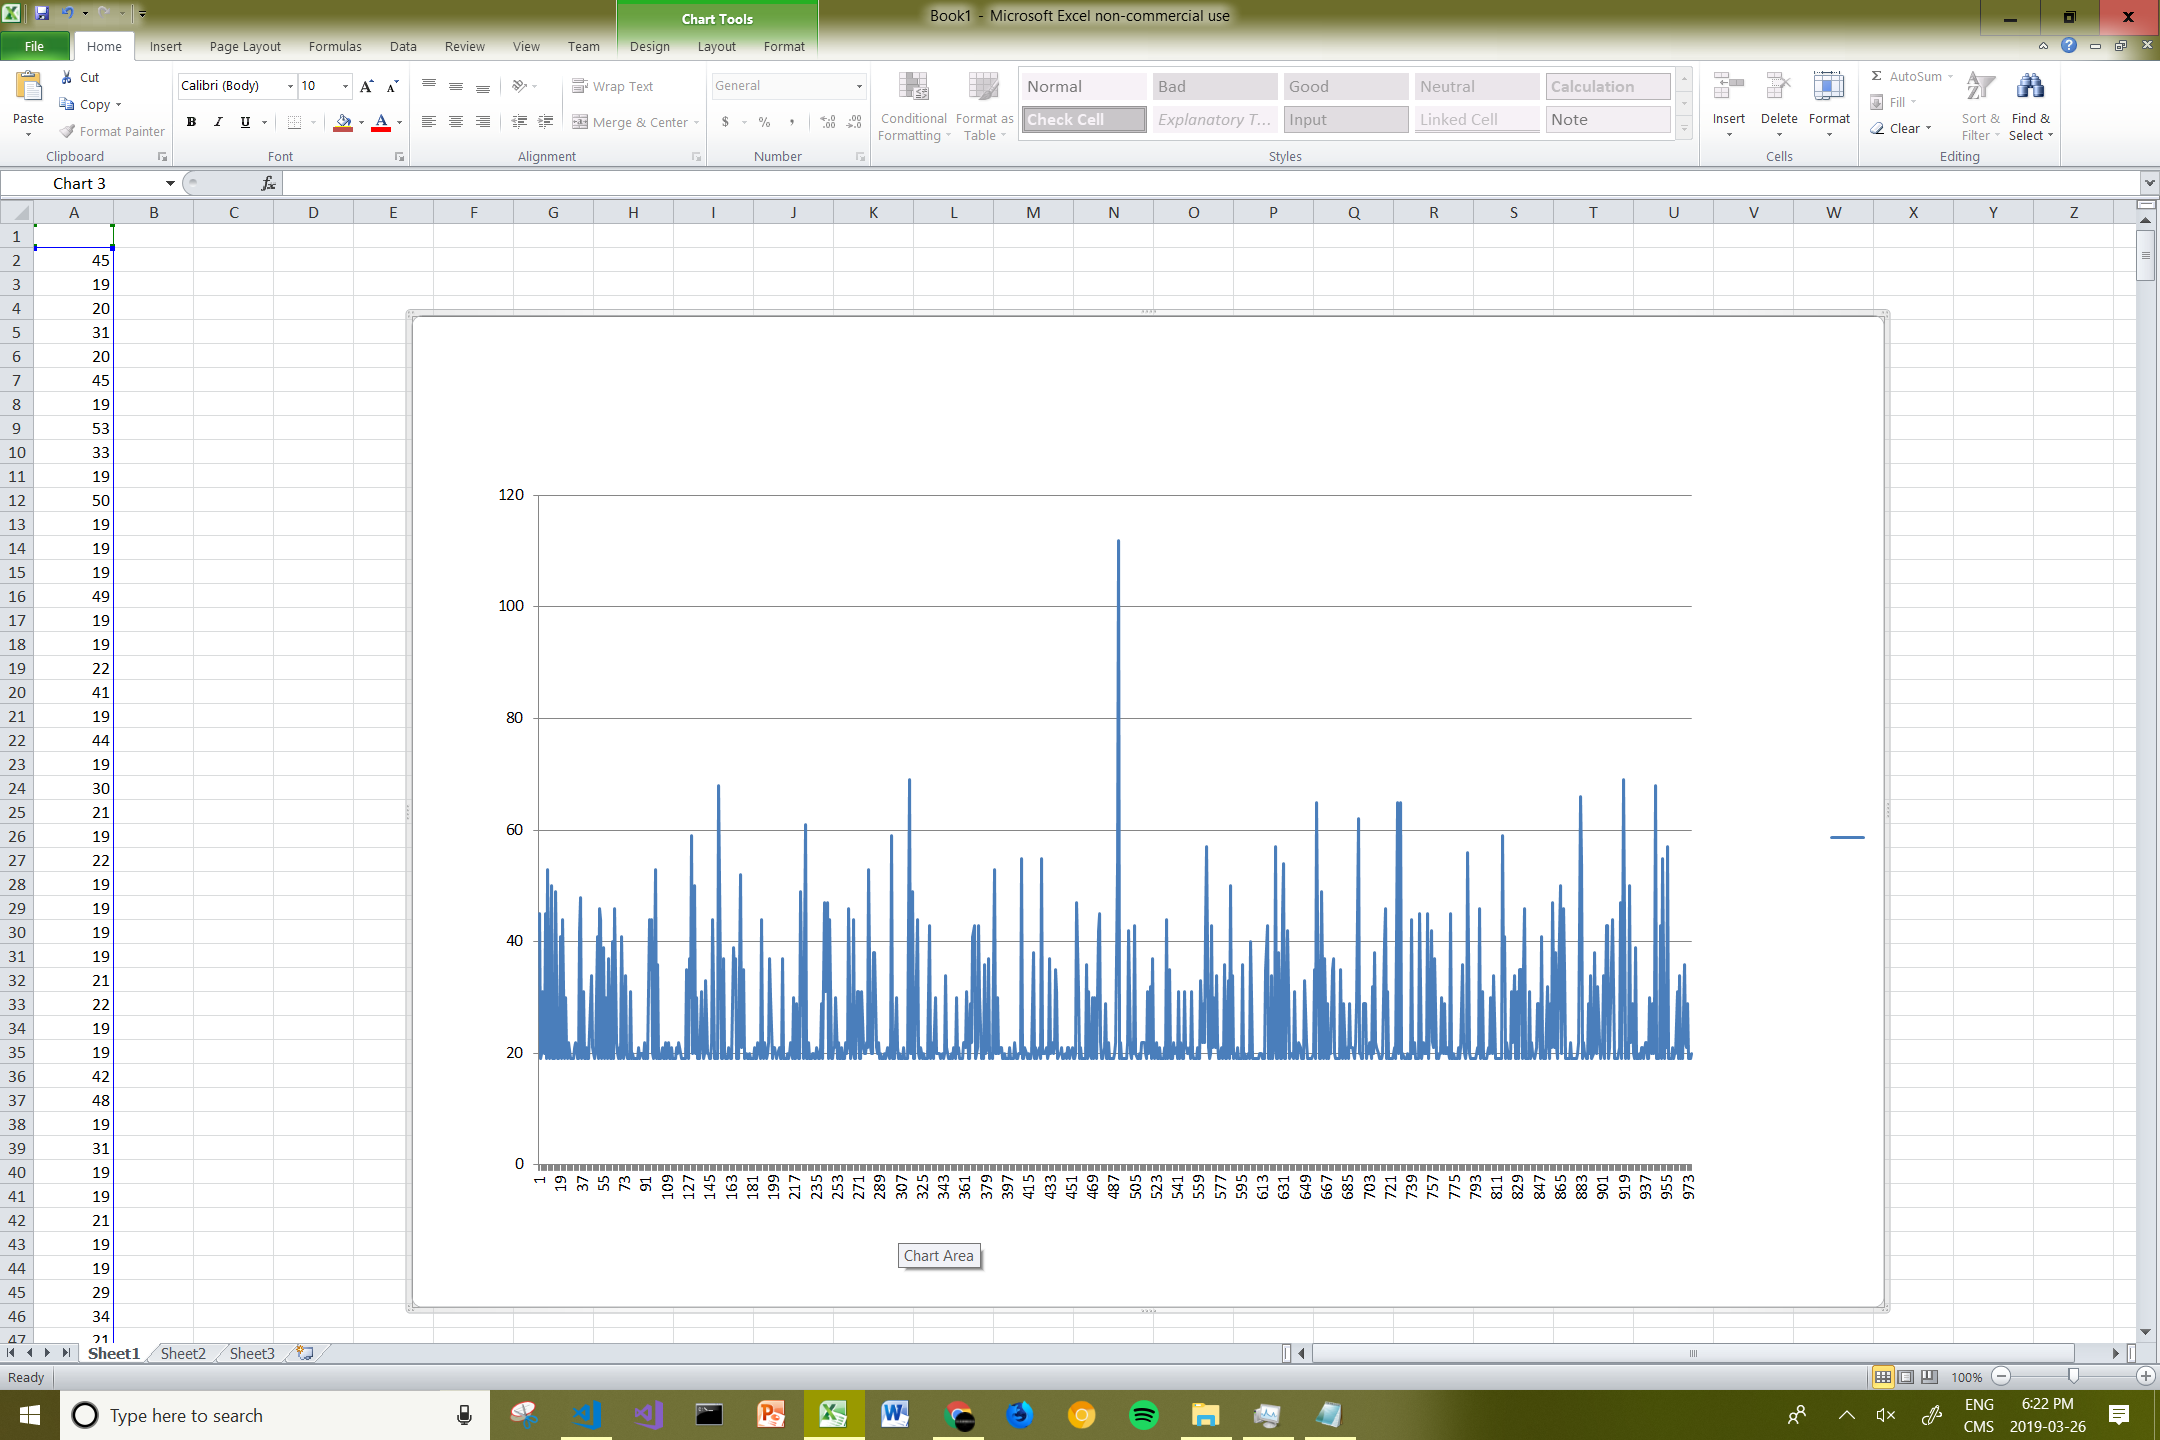 Chart Tools
Book1 - Microsoft Excel non-commercial use
File Home Insert Page Layout Formulas Data Review View Team Design Layout Format
Paste
Cut
Copy
Format Painter
Clipboard
Calibri (Body) 10
B I U
Font
Wrap Text
Merge & Center
Alignment
General
$ % ,
Number
Conditional Formatting
Format as Table
Normal Bad Good Neutral Calculation
Check Cell Explanatory T... Input Linked Cell Note
Styles
Insert Delete Format
Cells
AutoSum
Fill
Clear
Sort & Filter
Find & Select
Editing
Chart 3 fx
A B C D E F G H I J K L M N O P Q R S T U V W X Y Z
1
2 45
3 19
4 20
5 31
6 20
7 45
8 19
9 53
10 33
11 19
12 50
13 19
14 19
15 19
16 49
17 19
18 19
19 22
20 41
21 19
22 44
23 19
24 30
25 21
26 19
27 22
28 19
29 19
30 19
31 19
32 21
33 22
34 19
35 19
36 42
37 48
38 19
39 31
40 19
41 19
42 21
43 19
44 19
45 29
46 34
47 21
120
100
80
60
40
20
0
1 19 37 55 73 91 109 127 145 163 181 199 217 235 253 271 289 307 325 343 361 379 397 415 433 451 469 487 505 523 541 559 577 595 613 631 649 667 685 703 721 739 757 775 793 811 829 847 865 883 901 919 937 955 973
Chart Area
Sheet1 Sheet2 Sheet3
Ready
100%
Type here to search
ENG
CMS
6:22 PM
2019-03-26